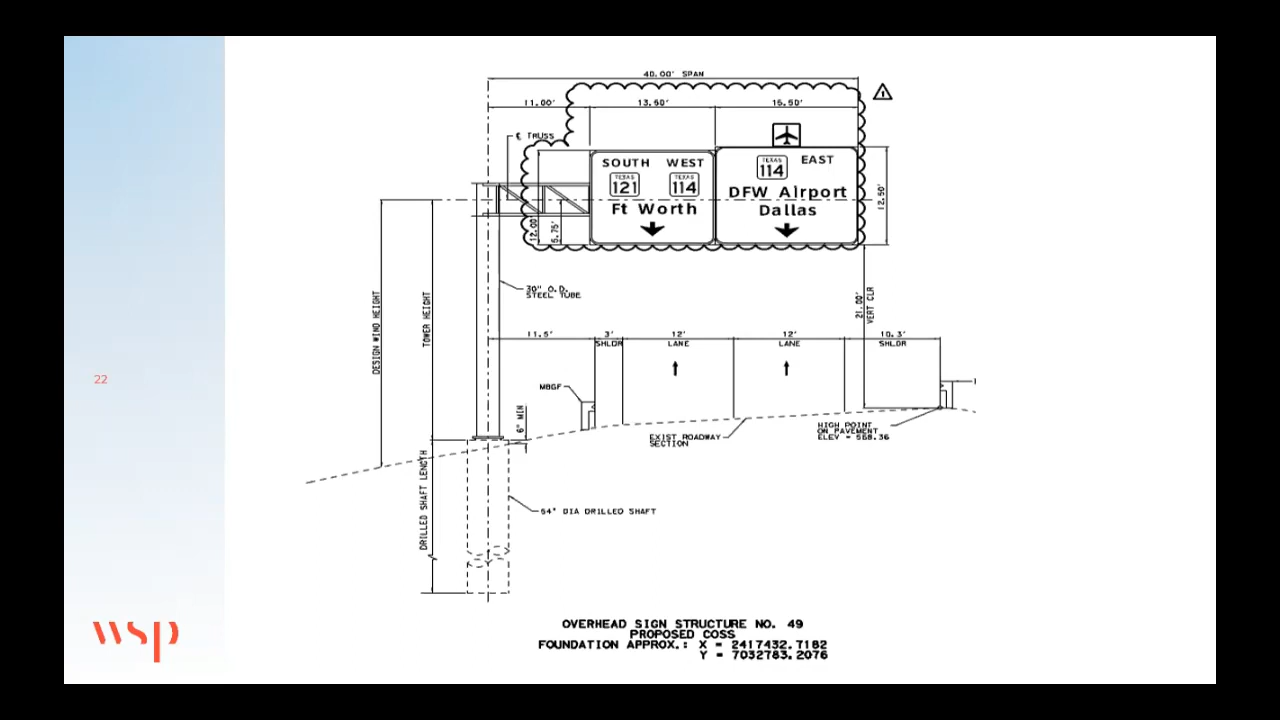 40.00' SPAN
11.00'
13.50'
15.50'
℄ TRUSS
SOUTH WEST
TEXAS 121
TEXAS 114
Ft Worth
TEXAS 114
EAST
DFW Airport
Dallas
12.00'
5.75'
12.50'
30" O.D.
STEEL TUBE
DESIGN WIND HEIGHT
TOWER HEIGHT
21.00'
VERT CLR
11.5'
3'
SHLDR
12'
LANE
12'
LANE
10.3'
SHLDR
22
MBGF
6" MIN
EXIST ROADWAY
SECTION
HIGH POINT
ON PAVEMENT
ELEV = 568.36
DRILLED SHAFT LENGTH
54" DIA DRILLED SHAFT
wsp
OVERHEAD SIGN STRUCTURE NO. 49
PROPOSED COSS
FOUNDATION APPROX.: X = 2417432.7182
Y = 7032783.2076